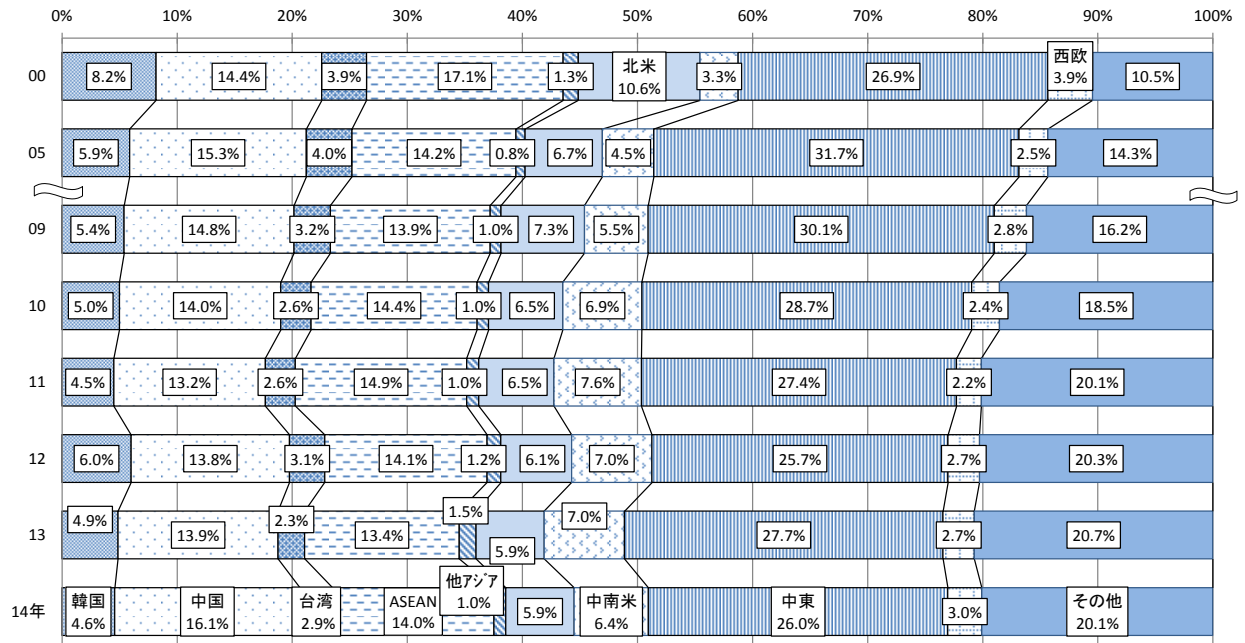 0% 10% 20% 30% 40% 50% 60% 70% 80% 90% 100%
00 8.2% 14.4% 3.9% 17.1% 1.3% 北米 10.6% 3.3% 26.9% 西欧 3.9% 10.5%
05 5.9% 15.3% 4.0% 14.2% 0.8% 6.7% 4.5% 31.7% 2.5% 14.3%
09 5.4% 14.8% 3.2% 13.9% 1.0% 7.3% 5.5% 30.1% 2.8% 16.2%
10 5.0% 14.0% 2.6% 14.4% 1.0% 6.5% 6.9% 28.7% 2.4% 18.5%
11 4.5% 13.2% 2.6% 14.9% 1.0% 6.5% 7.6% 27.4% 2.2% 20.1%
12 6.0% 13.8% 3.1% 14.1% 1.2% 6.1% 7.0% 25.7% 2.7% 20.3%
13 4.9% 13.9% 2.3% 13.4% 1.5% 5.9% 7.0% 27.7% 2.7% 20.7%
14年 韓国 4.6% 中国 16.1% 台湾 2.9% ASEAN 14.0% 他アジア 1.0% 5.9% 中南米 6.4% 中東 26.0% 3.0% その他 20.1%